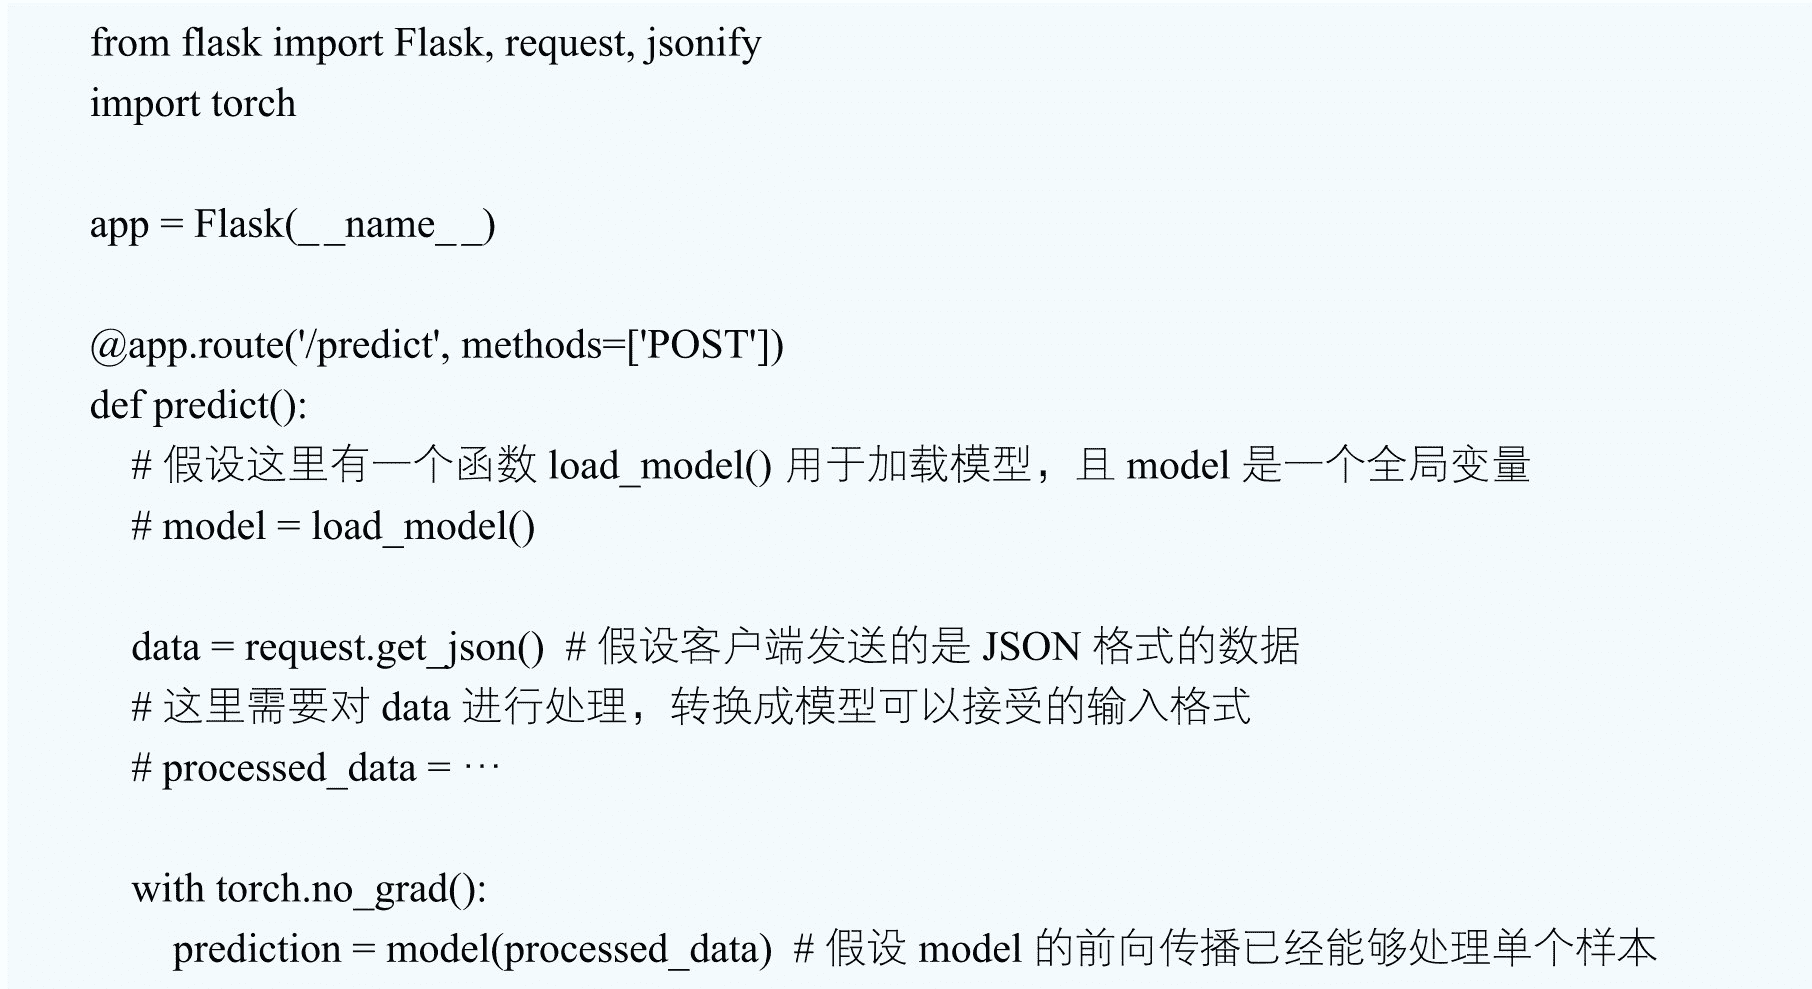 from flask import Flask, request, jsonify
import torch
app = Flask(__name__)
@app.route('/predict', methods=['POST'])
def predict():
# 假设这里有一个函数 load_model() 用于加载模型，且 model 是一个全局变量
# model = load_model()
data = request.get_json()  # 假设客户端发送的是 JSON 格式的数据
# 这里需要对 data 进行处理，转换成模型可以接受的输入格式
# processed_data = …
with torch.no_grad():
prediction = model(processed_data)  # 假设 model 的前向传播已经能够处理单个样本